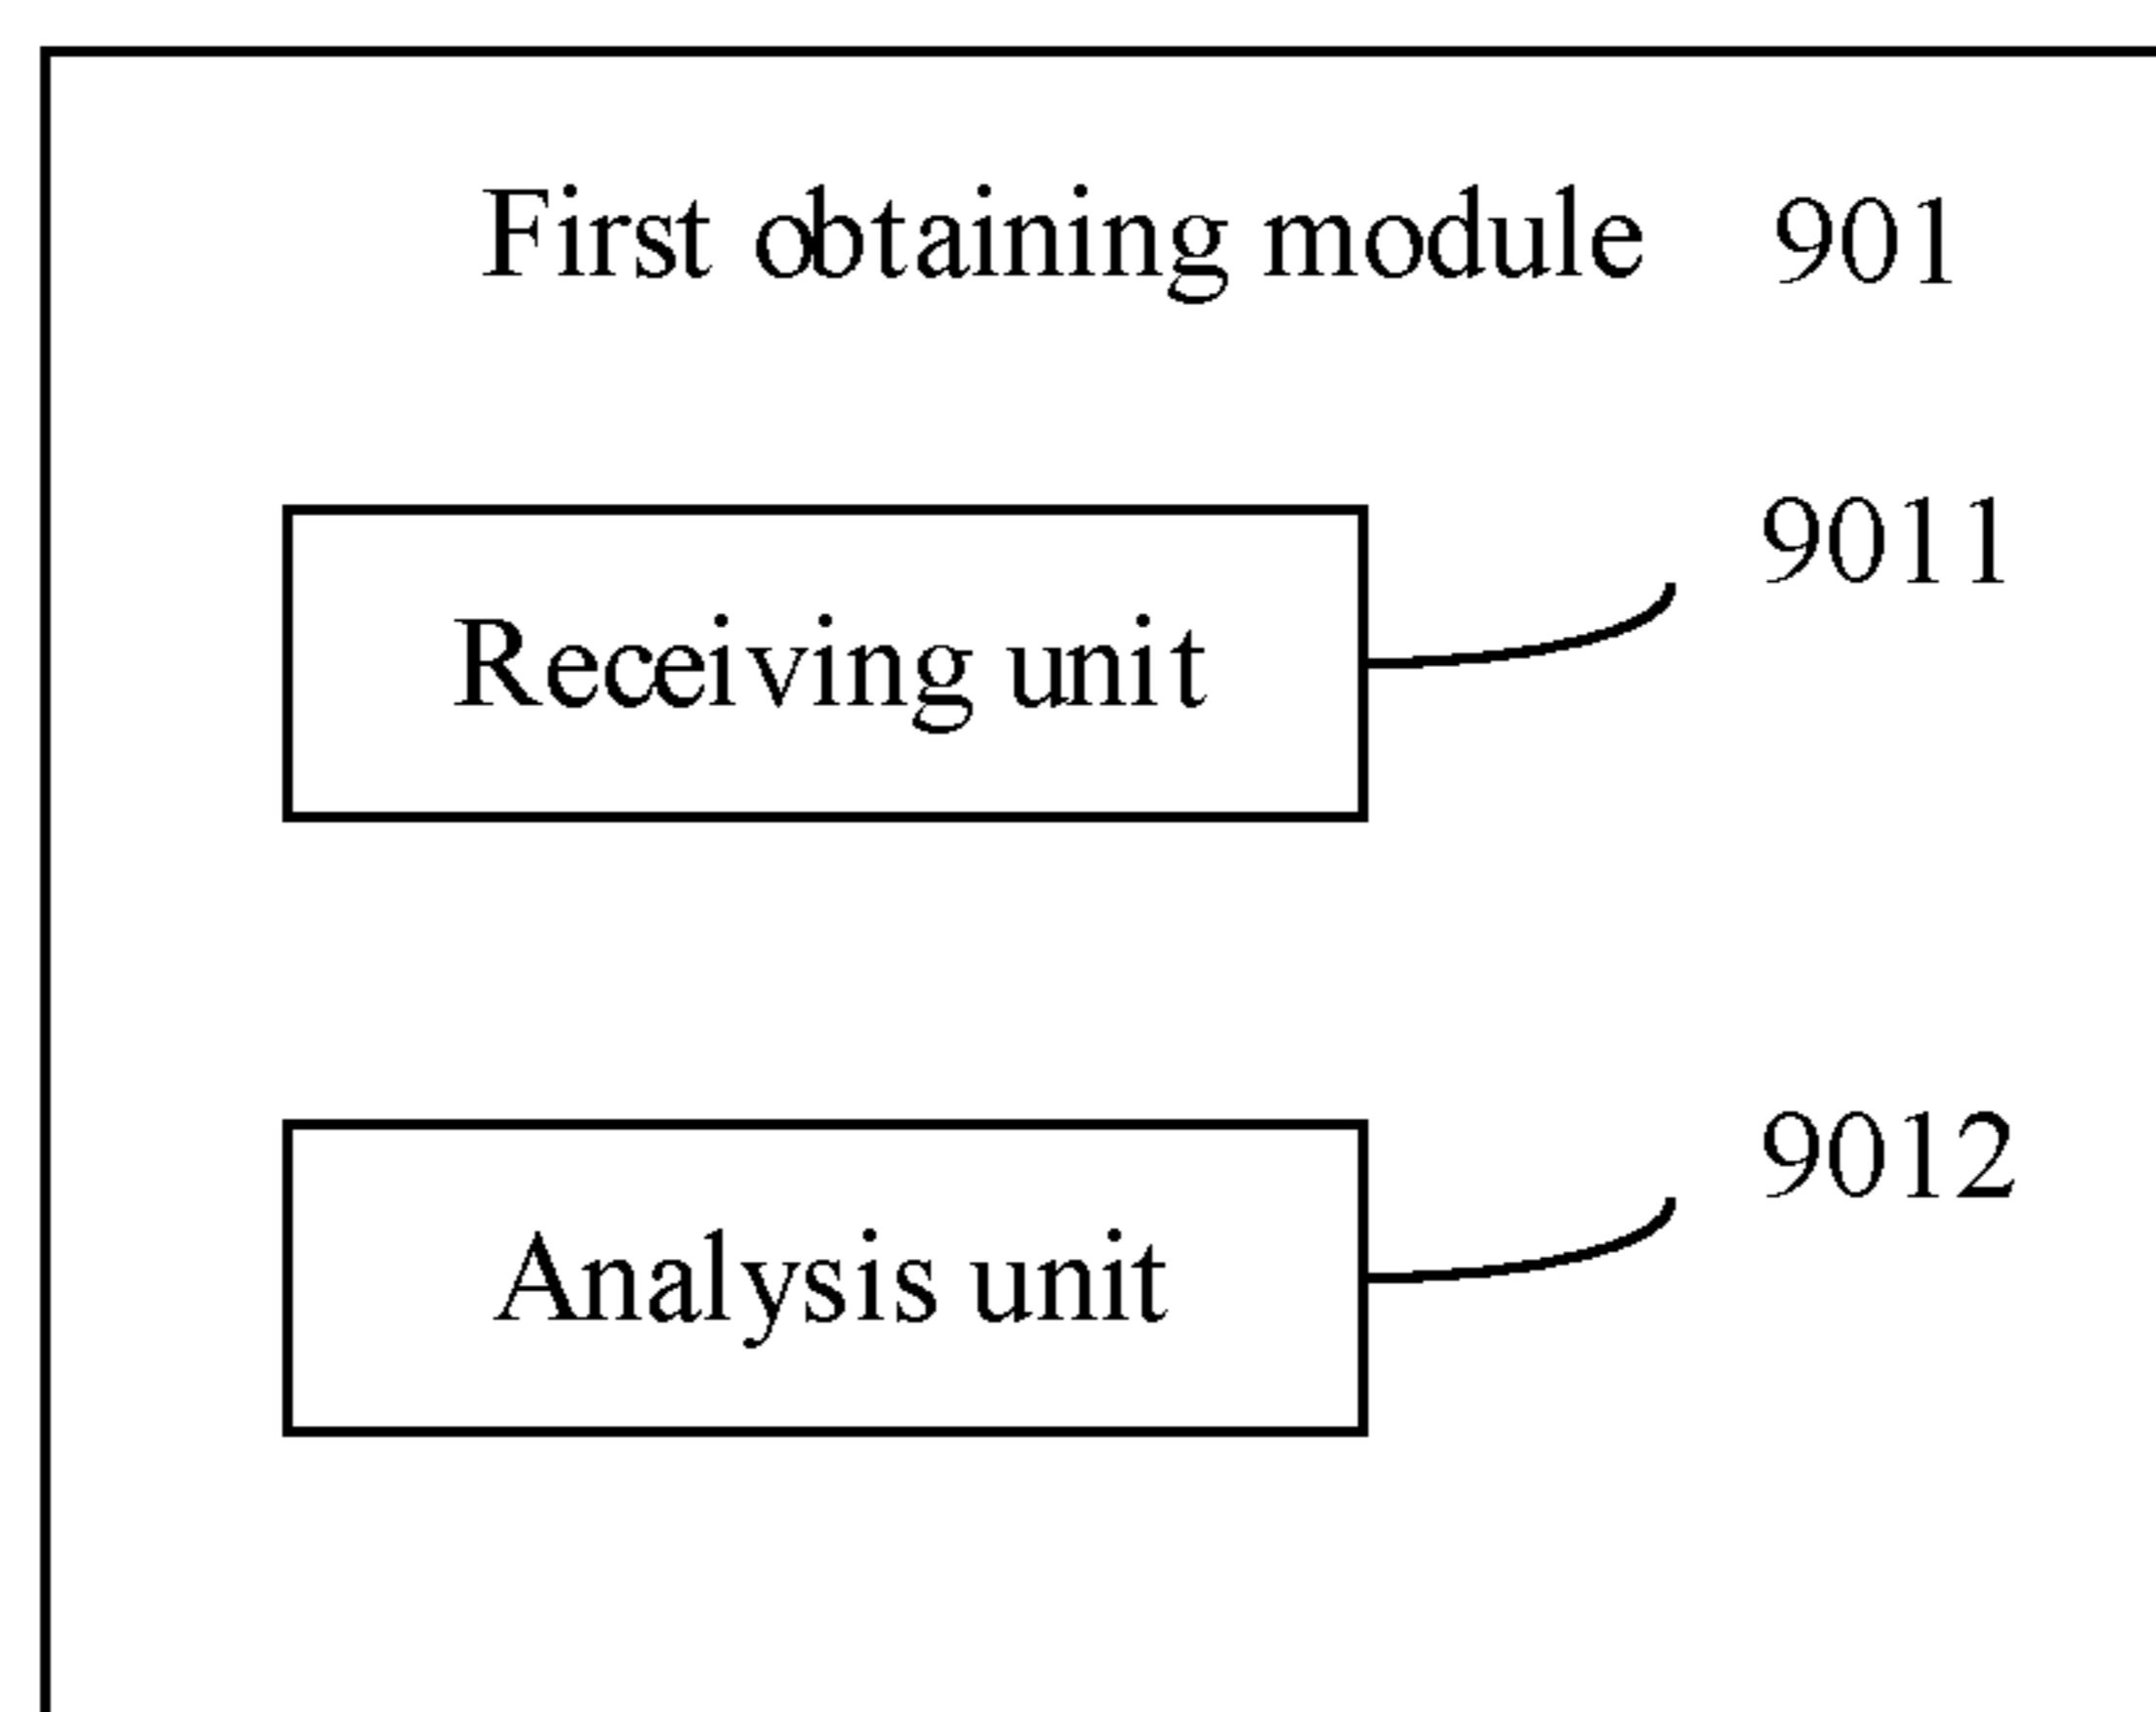 First obtaining module 901
9011
Receiving unit
9012
Analysis unit